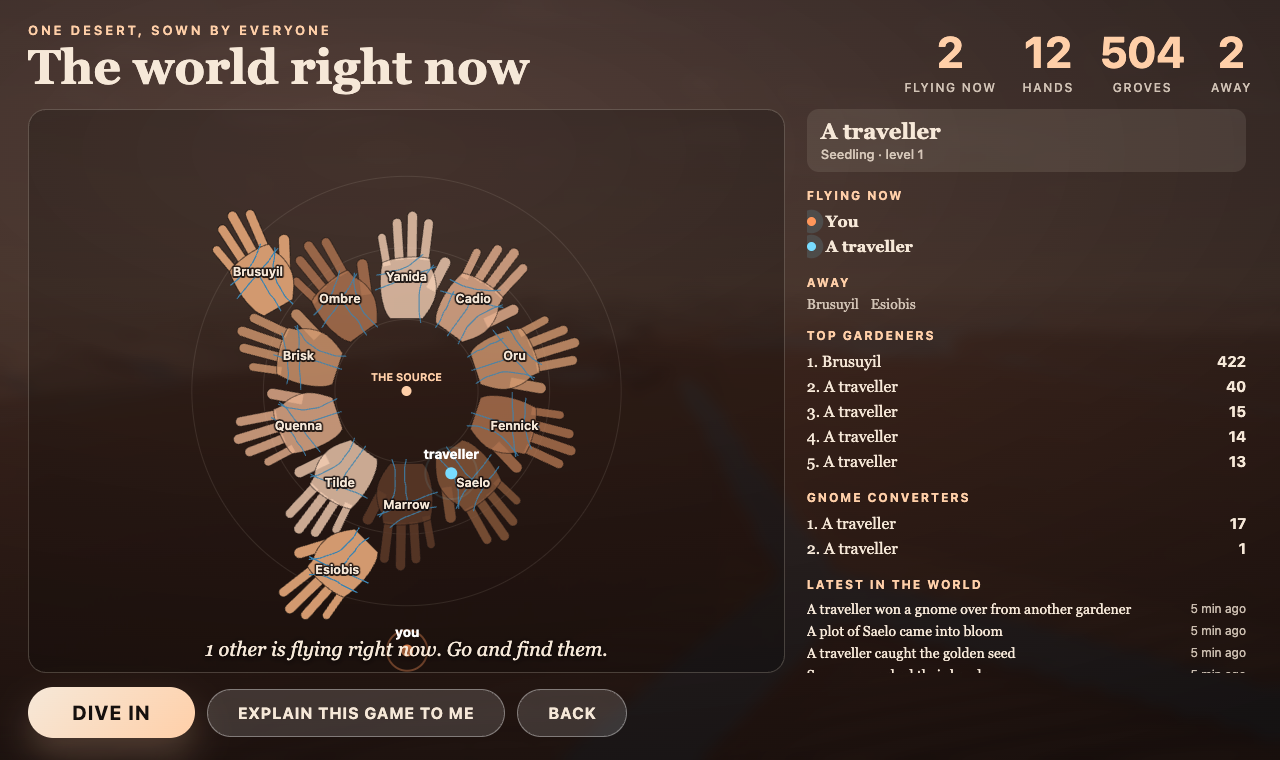 ONE DESERT, SOWN BY EVERYONE
The world right now
2 12 504 2
FLYING NOW HANDS GROVES AWAY
Brusuyil
Ombre
Yanida
Cadio
Brisk
Oru
THE SOURCE
Quenna
Fennick
traveller
Tilde
Saelo
Marrow
Esiobis
you
1 other is flying right now. Go and find them.
A traveller
Seedling · level 1
FLYING NOW
You
A traveller
AWAY
Brusuyil Esiobis
TOP GARDENERS
1. Brusuyil 422
2. A traveller 40
3. A traveller 15
4. A traveller 14
5. A traveller 13
GNOME CONVERTERS
1. A traveller 17
2. A traveller 1
LATEST IN THE WORLD
A traveller won a gnome over from another gardener 5 min ago
A plot of Saelo came into bloom 5 min ago
A traveller caught the golden seed 5 min ago
5 min ago
DIVE IN
EXPLAIN THIS GAME TO ME
BACK